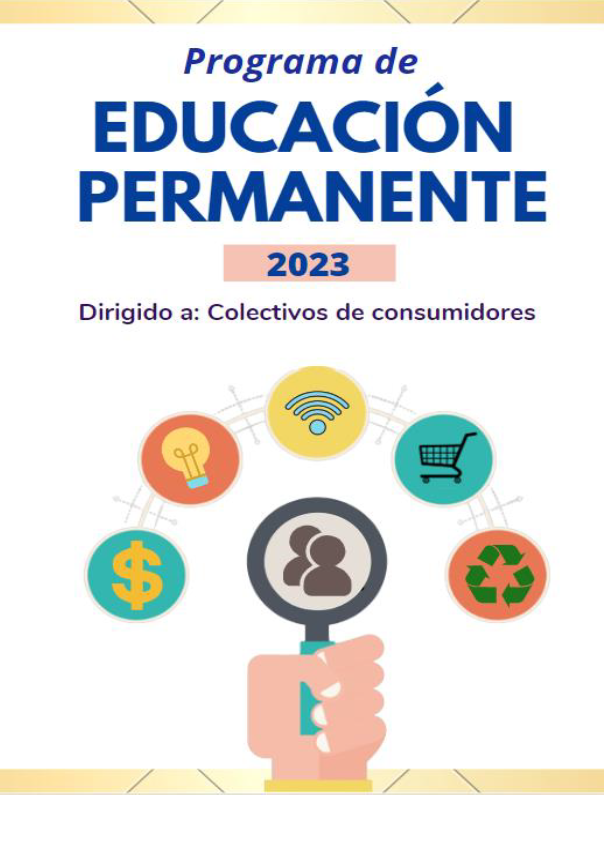 Programa de
EDUCACIÓN
PERMANENTE
2023
Dirigido a: Colectivos de consumidores
$